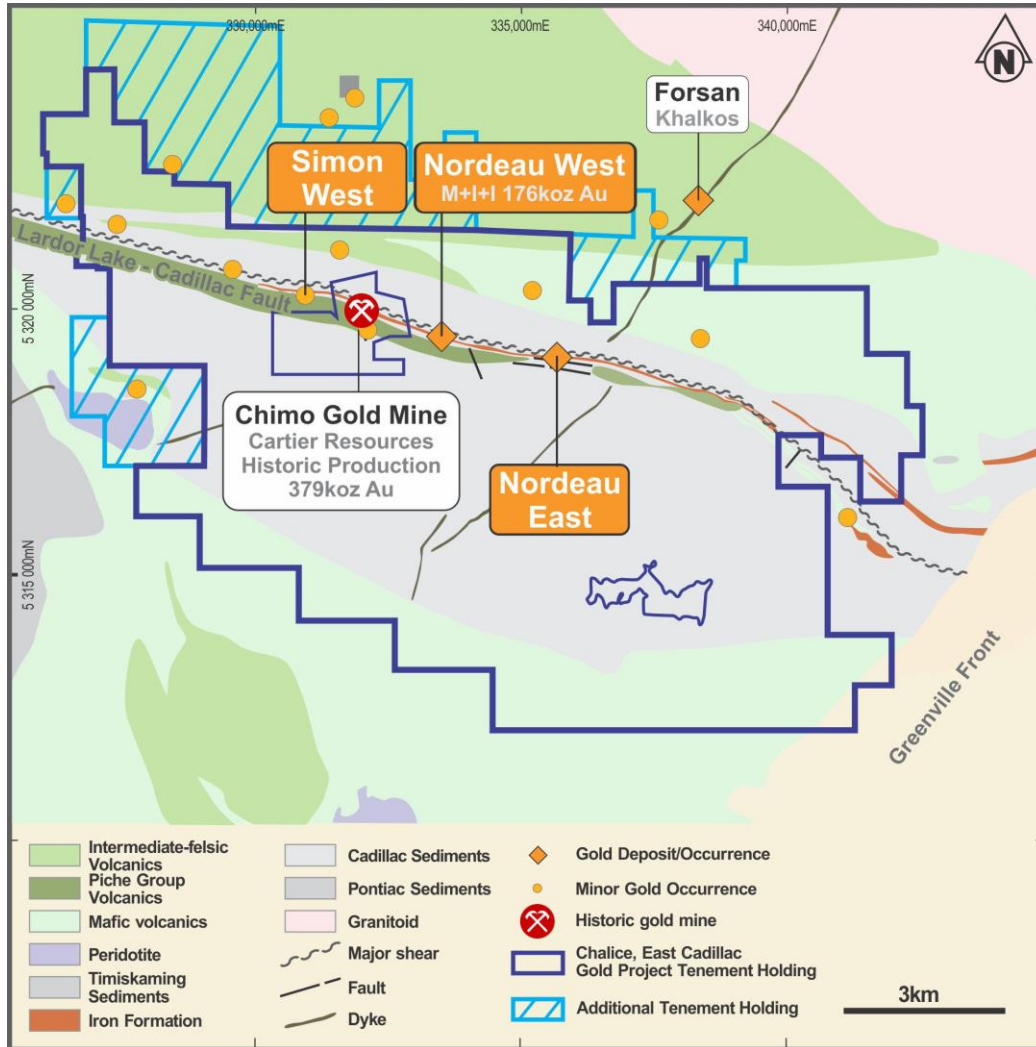 330,000mE
335,000mE
340,000mE
N
Forsan
Khalkos
Simon
West
Nordeau West
M+I+I 176koz Au
Lardor Lake - Cadillac Fault
5 320 000mN
Chimo Gold Mine
Cartier Resources
Historic Production
379koz Au
Nordeau
East
5 315 000mN
Greenville Front
Intermediate-felsic
Volcanics
Piche Group
Volcanics
Mafic volcanics
Peridotite
Timiskaming
Sediments
Iron Formation
Cadillac Sediments
Pontiac Sediments
Granitoid
Major shear
Fault
Dyke
Gold Deposit/Occurrence
Minor Gold Occurrence
Historic gold mine
Chalice, East Cadillac
Gold Project Tenement Holding
Additional Tenement Holding
3km